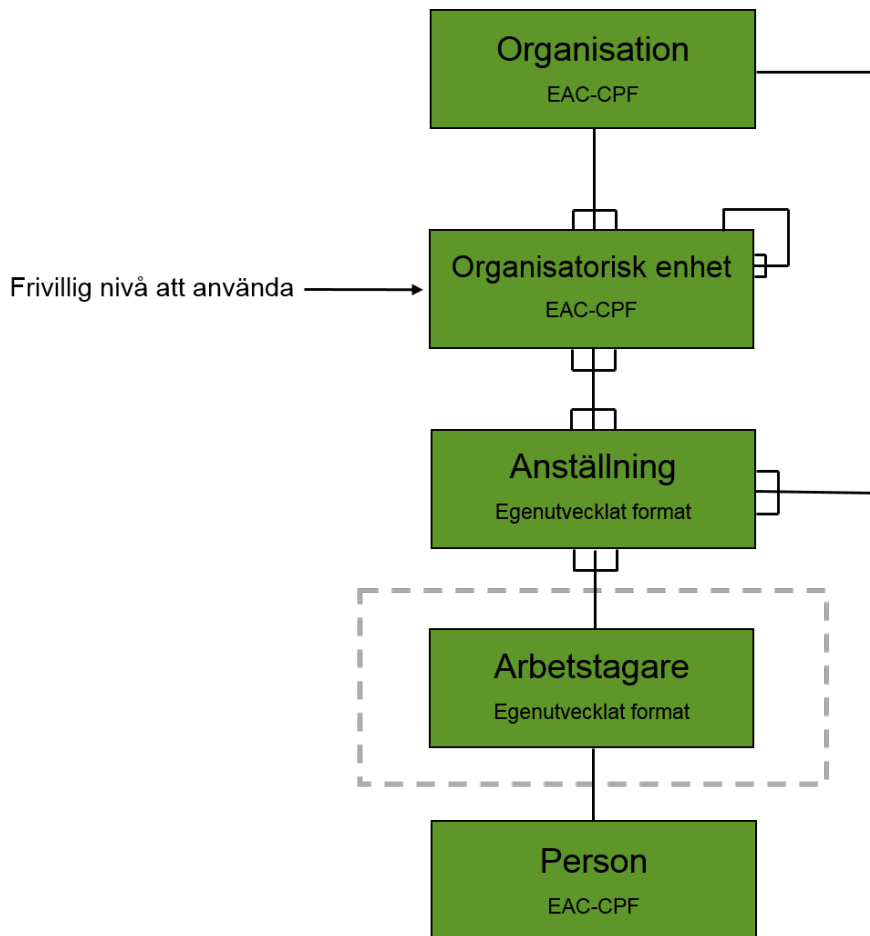 Organisation
EAC-CPF
Organisatorisk enhet
EAC-CPF
Frivillig nivå att använda
Anställning
Egenutvecklat format
Arbetstagare
Egenutvecklat format
Person
EAC-CPF